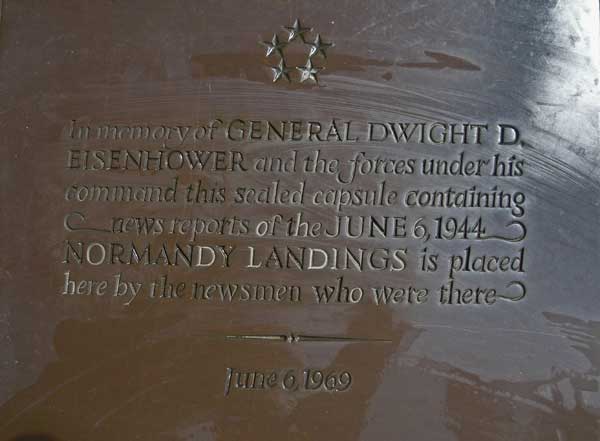 In memory of GENERAL DWIGHT D.
EISENHOWER and the forces under his
command this sealed capsule containing
news reports of the JUNE 6, 1944
NORMANDY LANDINGS is placed
here by the newsmen who were there
June 6, 1969